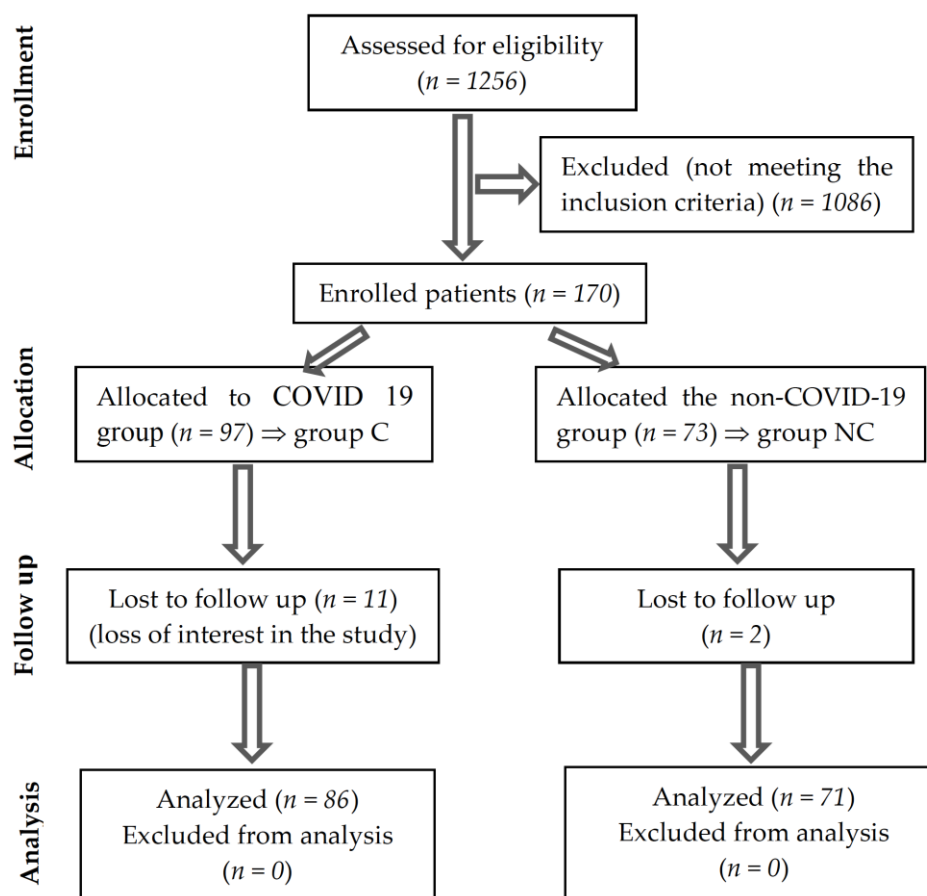 Enrollment
Assessed for eligibility
(n = 1256)
Excluded (not meeting the
inclusion criteria) (n = 1086)
Enrolled patients (n = 170)
Allocation
Allocated to COVID 19
group (n = 97) ⇒ group C
Allocated the non-COVID-19
group (n = 73) ⇒ group NC
Follow up
Lost to follow up (n = 11)
(loss of interest in the study)
Lost to follow up
(n = 2)
Analysis
Analyzed (n = 86)
Excluded from analysis
(n = 0)
Analyzed (n = 71)
Excluded from analysis
(n = 0)